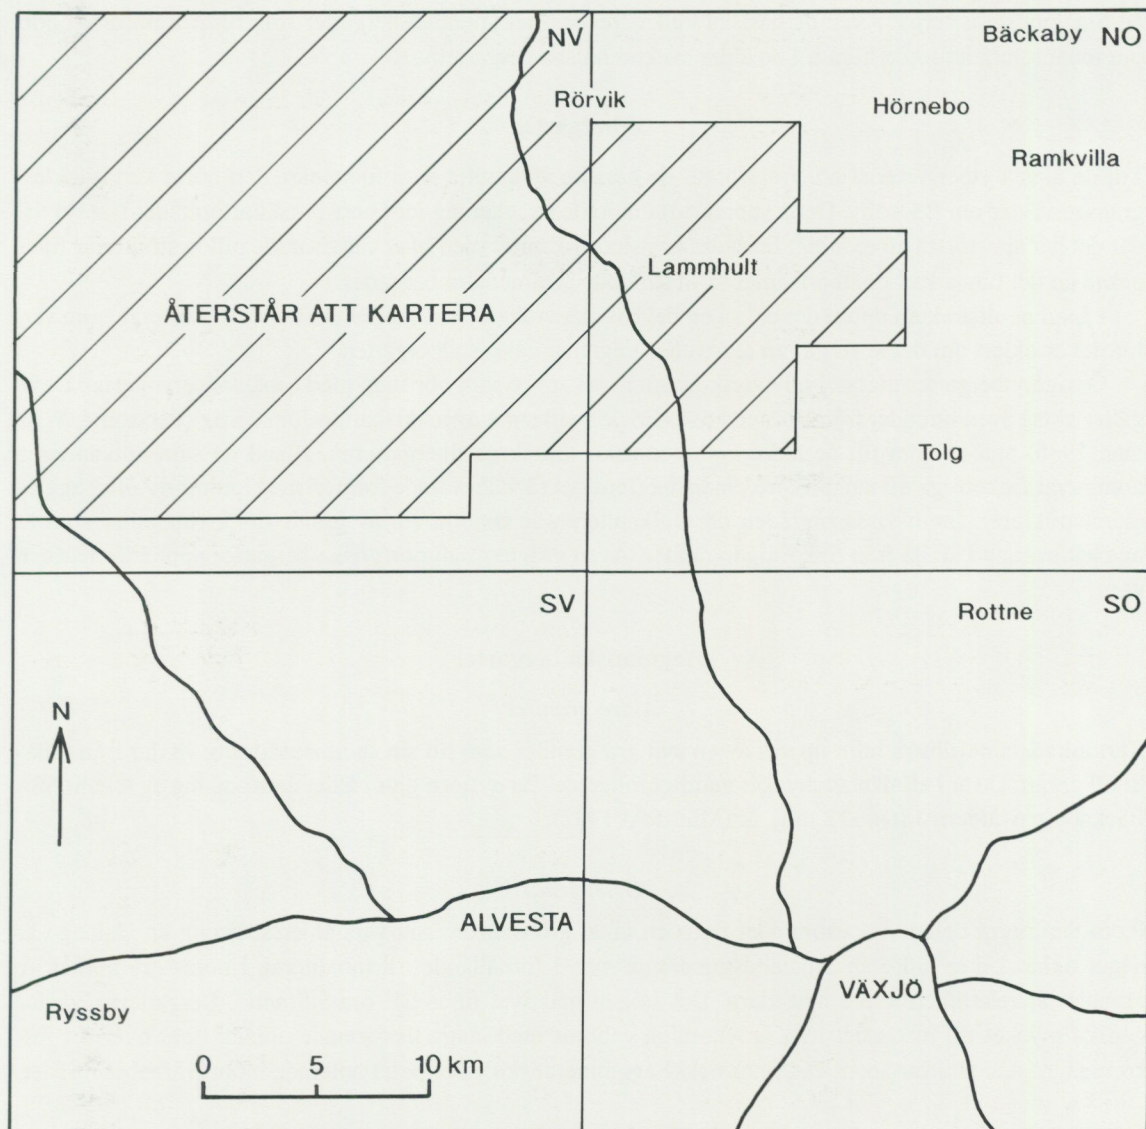 NV
Bäckaby NO
Rörvik
Hörnebo
Ramkvilla
Lammhult
ÅTERSTÅR ATT KARTERA
Tolg
SV
SO
Rottne
N
ALVESTA
VÄXJÖ
Ryssby
0 5 10 km